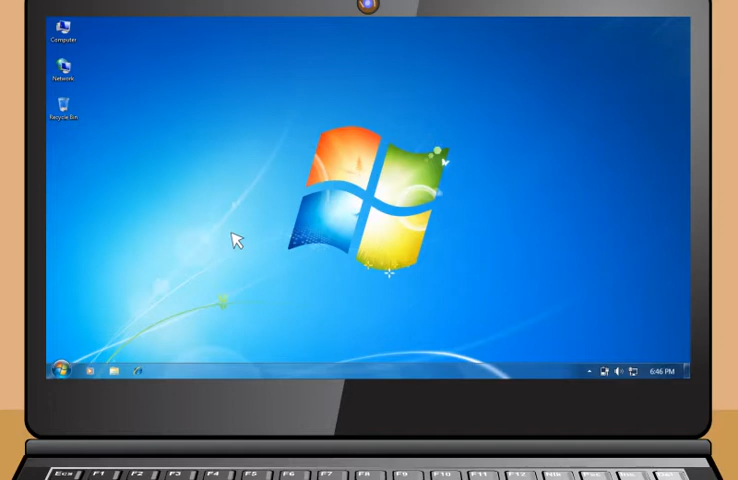 Computer
Network
Recycle Bin
6:46 PM
Esc F1 F2 F3 F4 F5 F6 F7 F8 F9 F10 F11 F12